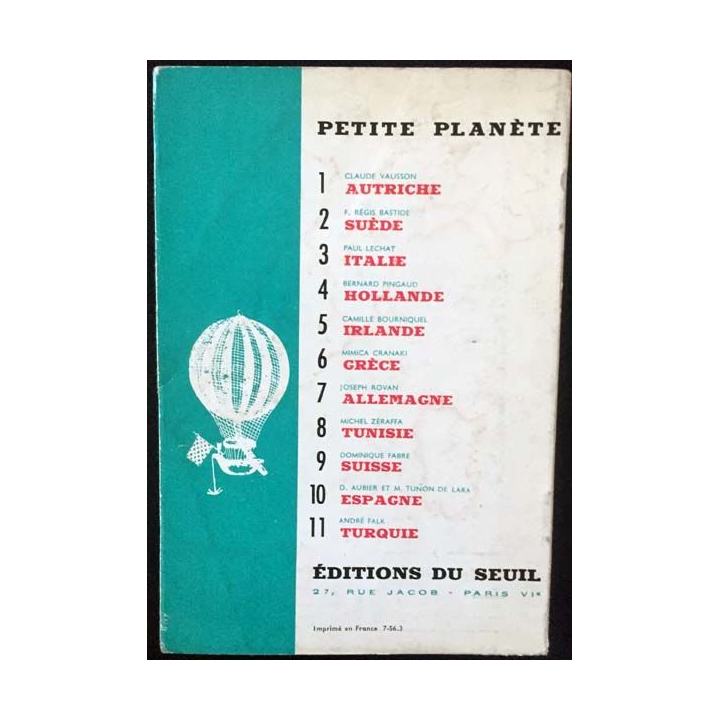 PETITE PLANÈTE
1 CLAUDE VAUSSON
AUTRICHE
2 F. RÉGIS BASTIDE
SUÈDE
3 PAUL LECHAT
ITALIE
4 BERNARD PINGAUD
HOLLANDE
5 CAMILLE BOURNIQUEL
IRLANDE
6 MIMICA CRANAKI
GRÈCE
7 JOSEPH ROVAN
ALLEMAGNE
8 MICHEL ZÉRAFFA
TUNISIE
9 DOMINIQUE FABRE
SUISSE
10 D. AUBIER ET M. TUÑON DE LARA
ESPAGNE
11 ANDRÉ FALK
TURQUIE
ÉDITIONS DU SEUIL
27, RUE JACOB - PARIS VIe
Imprimé en France 7-56.3